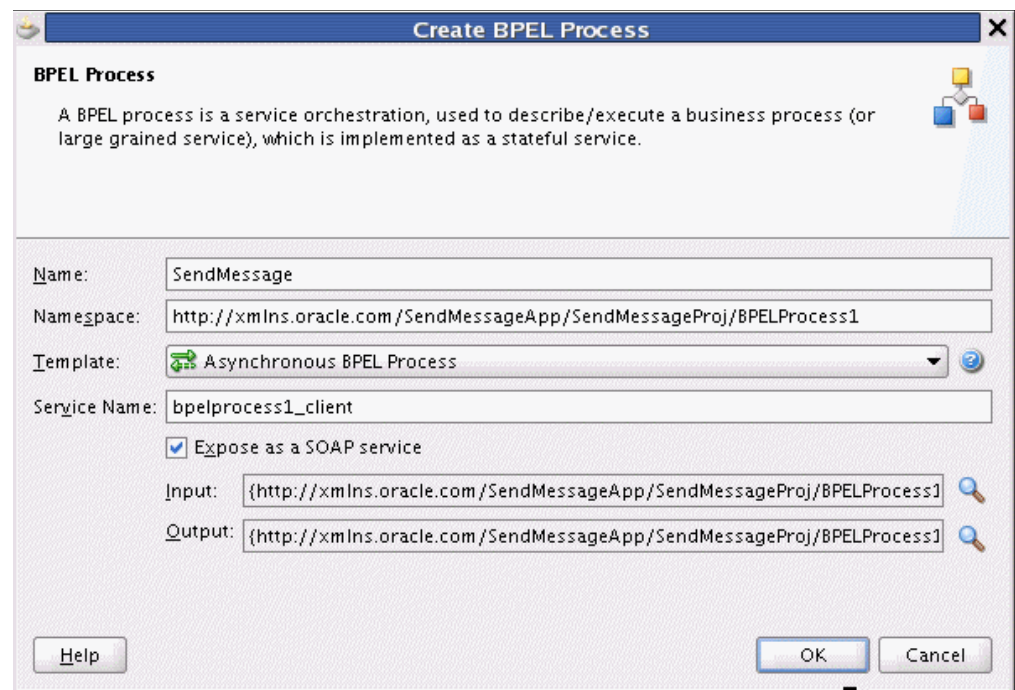 Create BPEL Process
BPEL Process
A BPEL process is a service orchestration, used to describe/execute a business process (or
large grained service), which is implemented as a stateful service.
Name: SendMessage
Namespace: http://xmlns.oracle.com/SendMessageApp/SendMessageProj/BPELProcess1
Template: Asynchronous BPEL Process
Service Name: bpelprocess1_client
Expose as a SOAP service
Input: {http://xmlns.oracle.com/SendMessageApp/SendMessageProj/BPELProcess1
Output: {http://xmlns.oracle.com/SendMessageApp/SendMessageProj/BPELProcess1
Help OK Cancel